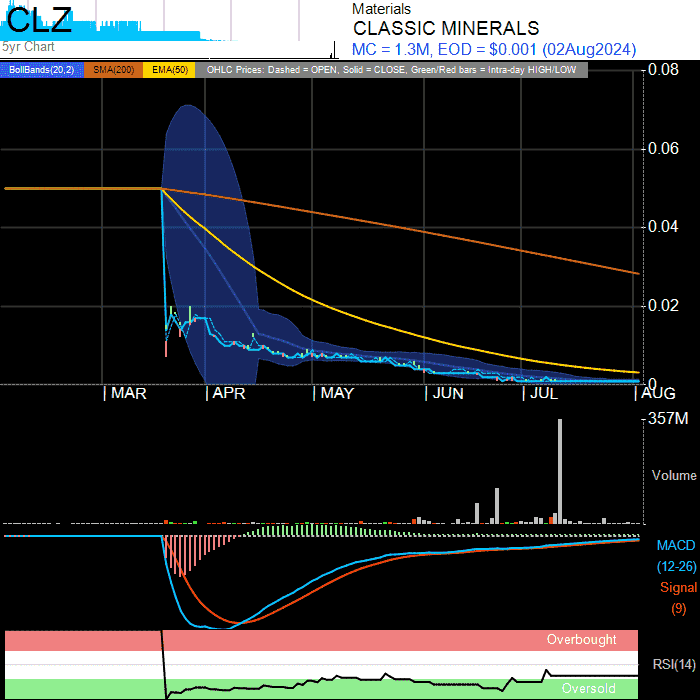 CLZ
5yr Chart
Materials
CLASSIC MINERALS
MC = 1.3M, EOD = $0.001 (02Aug2024)
BollBands(20,2) SMA(200) EMA(50) OHLC Prices: Dashed = OPEN, Solid = CLOSE, Green/Red bars = Intra-day HIGH/LOW
0.08
0.06
0.04
0.02
0
MAR APR MAY JUN JUL AUG
357M
Volume
MACD
(12-26)
Signal
(9)
Overbought
RSI(14)
Oversold